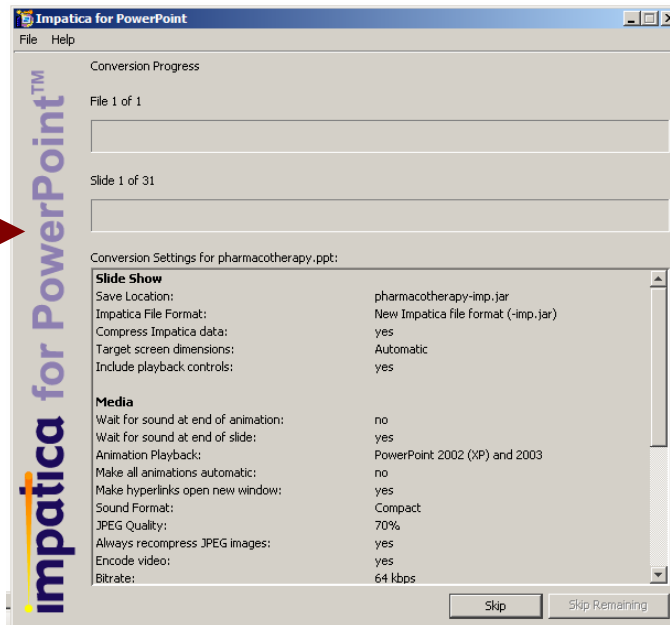 Impatica for PowerPoint
File Help
impatica for PowerPoint™
Conversion Progress
File 1 of 1
Slide 1 of 31
Conversion Settings for pharmacotherapy.ppt:
Slide Show
Save Location: pharmacotherapy-imp.jar
Impatica File Format: New Impatica file format (-imp.jar)
Compress Impatica data: yes
Target screen dimensions: Automatic
Include playback controls: yes
Media
Wait for sound at end of animation: no
Wait for sound at end of slide: yes
Animation Playback: PowerPoint 2002 (XP) and 2003
Make all animations automatic: no
Make hyperlinks open new window: yes
Sound Format: Compact
JPEG Quality: 70%
Always recompress JPEG images: yes
Encode video: yes
Bitrate: 64 kbps
Skip Skip Remaining